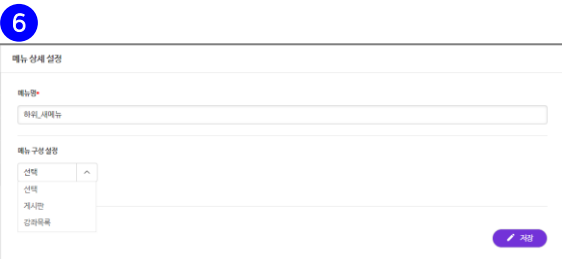 6
메뉴 상세 설정
메뉴명*
하위_새메뉴
메뉴 구성 설정
선택
선택
게시판
강좌목록
저장